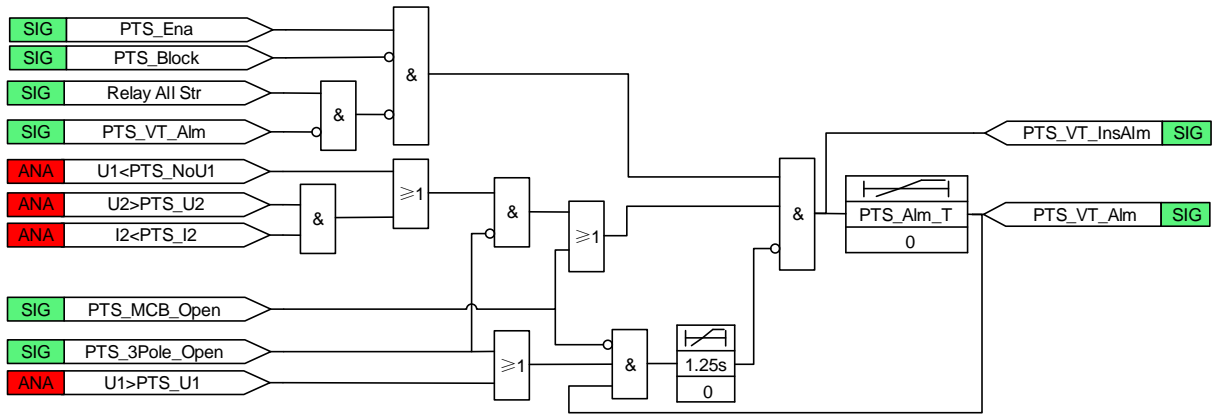 SIG PTS_Ena
SIG PTS_Block
&
SIG Relay All Str
&
SIG PTS_VT_Alm
PTS_VT_InsAlm SIG
ANA U1<PTS_NoU1
≥1
ANA U2>PTS_U2
&
&
&
PTS_Alm_T
PTS_VT_Alm SIG
ANA I2<PTS_I2
≥1
0
SIG PTS_MCB_Open
SIG PTS_3Pole_Open
≥1
&
1.25s
ANA U1>PTS_U1
0